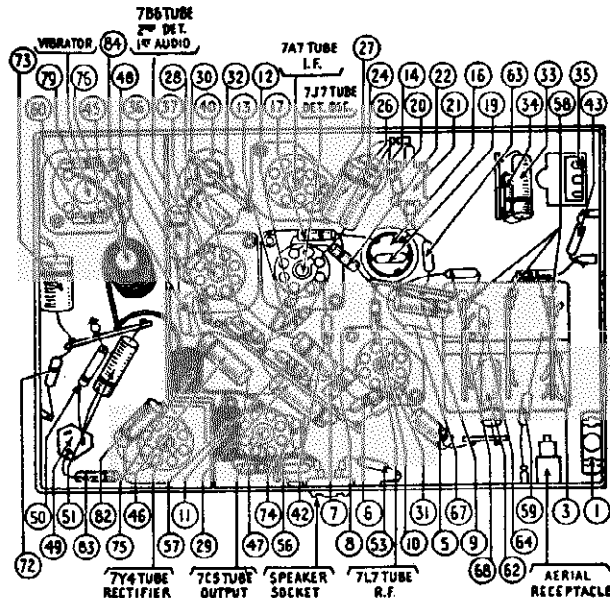 7B6 TUBE
2ND DET.
1ST AUDIO
7A7 TUBE
I.F.
7J7 TUBE
DET. OSC.
VIBRATOR
73 84 27
79 76 48 28 30 32 12 24 14 22 16 63 33 35
26 20 21 19 34 58 43
50 51 82 46 11 74 42 7 6 31 67 59 3 1
72 49 83 75 57 29 47 56 8 53 10 5 9 68 62 64
7Y4 TUBE
RECTIFIER
7C5 TUBE
OUTPUT
SPEAKER
SOCKET
7L7 TUBE
R.F.
AERIAL
RECEPTACLE